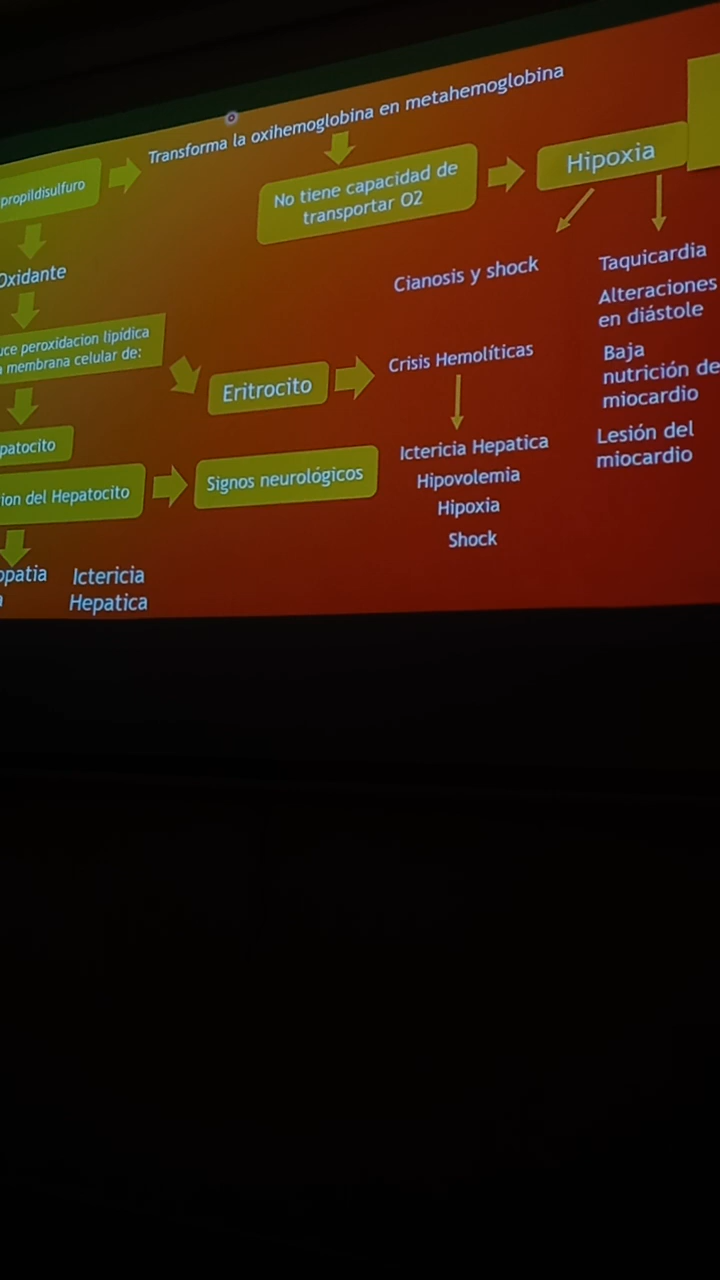 Transforma la oxihemoglobina en metahemoglobina
propildisulfuro
No tiene capacidad de
transportar O2
Hipoxia
Oxidante
Cianosis y shock
Taquicardia
Alteraciones
en diástole
Baja
nutrición de
miocardio
Lesión del
miocardio
uce peroxidacion lipídica
membrana celular de:
Eritrocito
Crisis Hemolíticas
patocito
Ictericia Hepatica
Hipovolemia
Hipoxia
Shock
ion del Hepatocito
Signos neurológicos
opatia
Ictericia
Hepatica